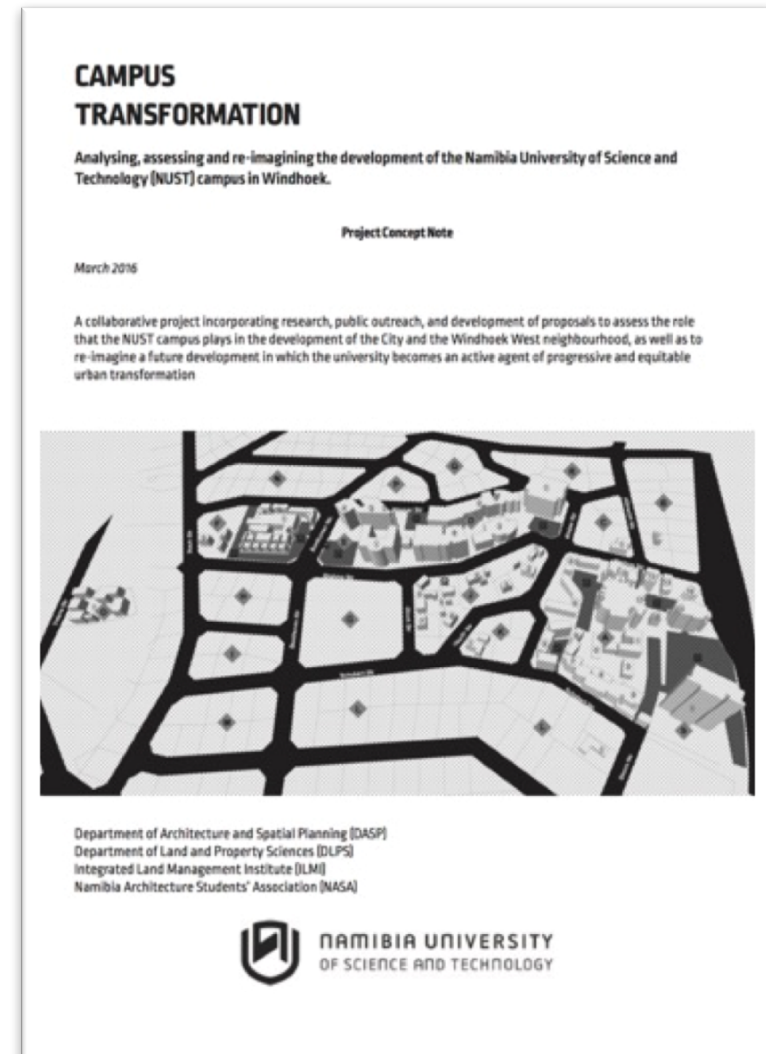 CAMPUS
TRANSFORMATION
Analysing, assessing and re-imagining the development of the Namibia University of Science and
Technology (NUST) campus in Windhoek.
Project Concept Note
March 2016
A collaborative project incorporating research, public outreach, and development of proposals to assess the role
that the NUST campus plays in the development of the City and the Windhoek West neighbourhood, as well as to
re-imagine a future development in which the university becomes an active agent of progressive and equitable
urban transformation
Department of Architecture and Spatial Planning (DASP)
Department of Land and Property Sciences (DLPS)
Integrated Land Management Institute (ILMI)
Namibia Architecture Students' Association (NASA)
NAMIBIA UNIVERSITY
OF SCIENCE AND TECHNOLOGY